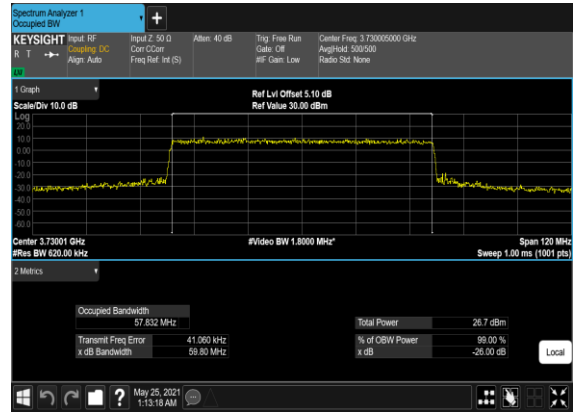 Spectrum Analyzer 1
Occupied BW
+
KEYSIGHT Input: RF Input Z: 50 Ω Atten: 40 dB Trig: Free Run Center Freq: 3.730005000 GHz
R T Coupling: DC Corr CCorr Gate: Off Avg|Hold: 500/500
Align: Auto Freq Ref: Int (S) #IF Gain: Low Radio Std: None
LW
1 Graph
Ref Lvl Offset 5.10 dB
Scale/Div 10.0 dB Ref Value 30.00 dBm
Log
20.0
10.0
0.00
-10.0
-20.0
-30.0
-40.0
-50.0
-60.0
Center 3.73001 GHz #Video BW 1.8000 MHz* Span 120 MHz
#Res BW 620.00 kHz Sweep 1.00 ms (1001 pts)
2 Metrics
Occupied Bandwidth
57.832 MHz Total Power 26.7 dBm
Transmit Freq Error 41.060 kHz % of OBW Power 99.00 %
x dB Bandwidth 59.80 MHz x dB -26.00 dB
Local
? May 25, 2021
1:13:18 AM